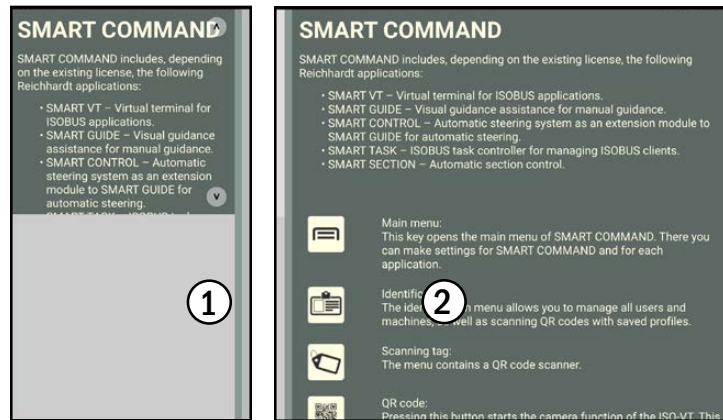 SMART COMMAND
SMART COMMAND includes, depending
on the existing license, the following
Reichhardt applications:
• SMART VT – Virtual terminal for
ISOBUS applications.
• SMART GUIDE – Visual guidance
assistance for manual guidance.
• SMART CONTROL – Automatic
steering system as an extension
module to SMART GUIDE for
automatic steering.
1
SMART COMMAND
SMART COMMAND includes, depending on the existing license, the following
Reichhardt applications:
• SMART VT – Virtual terminal for ISOBUS applications.
• SMART GUIDE – Visual guidance assistance for manual guidance.
• SMART CONTROL – Automatic steering system as an extension module to
SMART GUIDE for automatic steering.
• SMART TASK – ISOBUS task controller for managing ISOBUS clients.
• SMART SECTION – Automatic section control.
Main menu:
This key opens the main menu of SMART COMMAND. There you
can make settings for SMART COMMAND and for each
application.
2
The menu allows you to manage all users and
machines, well as scanning QR codes with saved profiles.
Scanning tag:
The menu contains a QR code scanner.
QR code:
Pressing this button starts the camera function of the ISO-VT. This